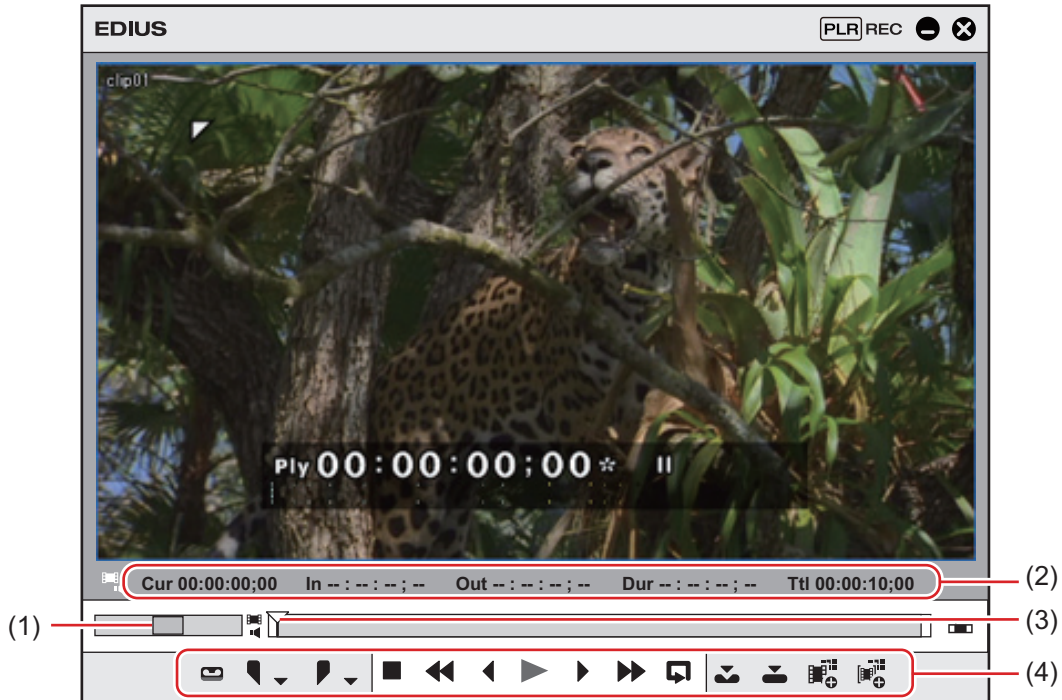 EDIUS
PLR REC
clip01
Ply 00:00:00;00*
Cur 00:00:00;00 In -- : -- : -- ; -- Out -- : -- : -- ; -- Dur -- : -- : -- ; -- Ttl 00:00:10;00
(2)
(1)
(3)
(4)